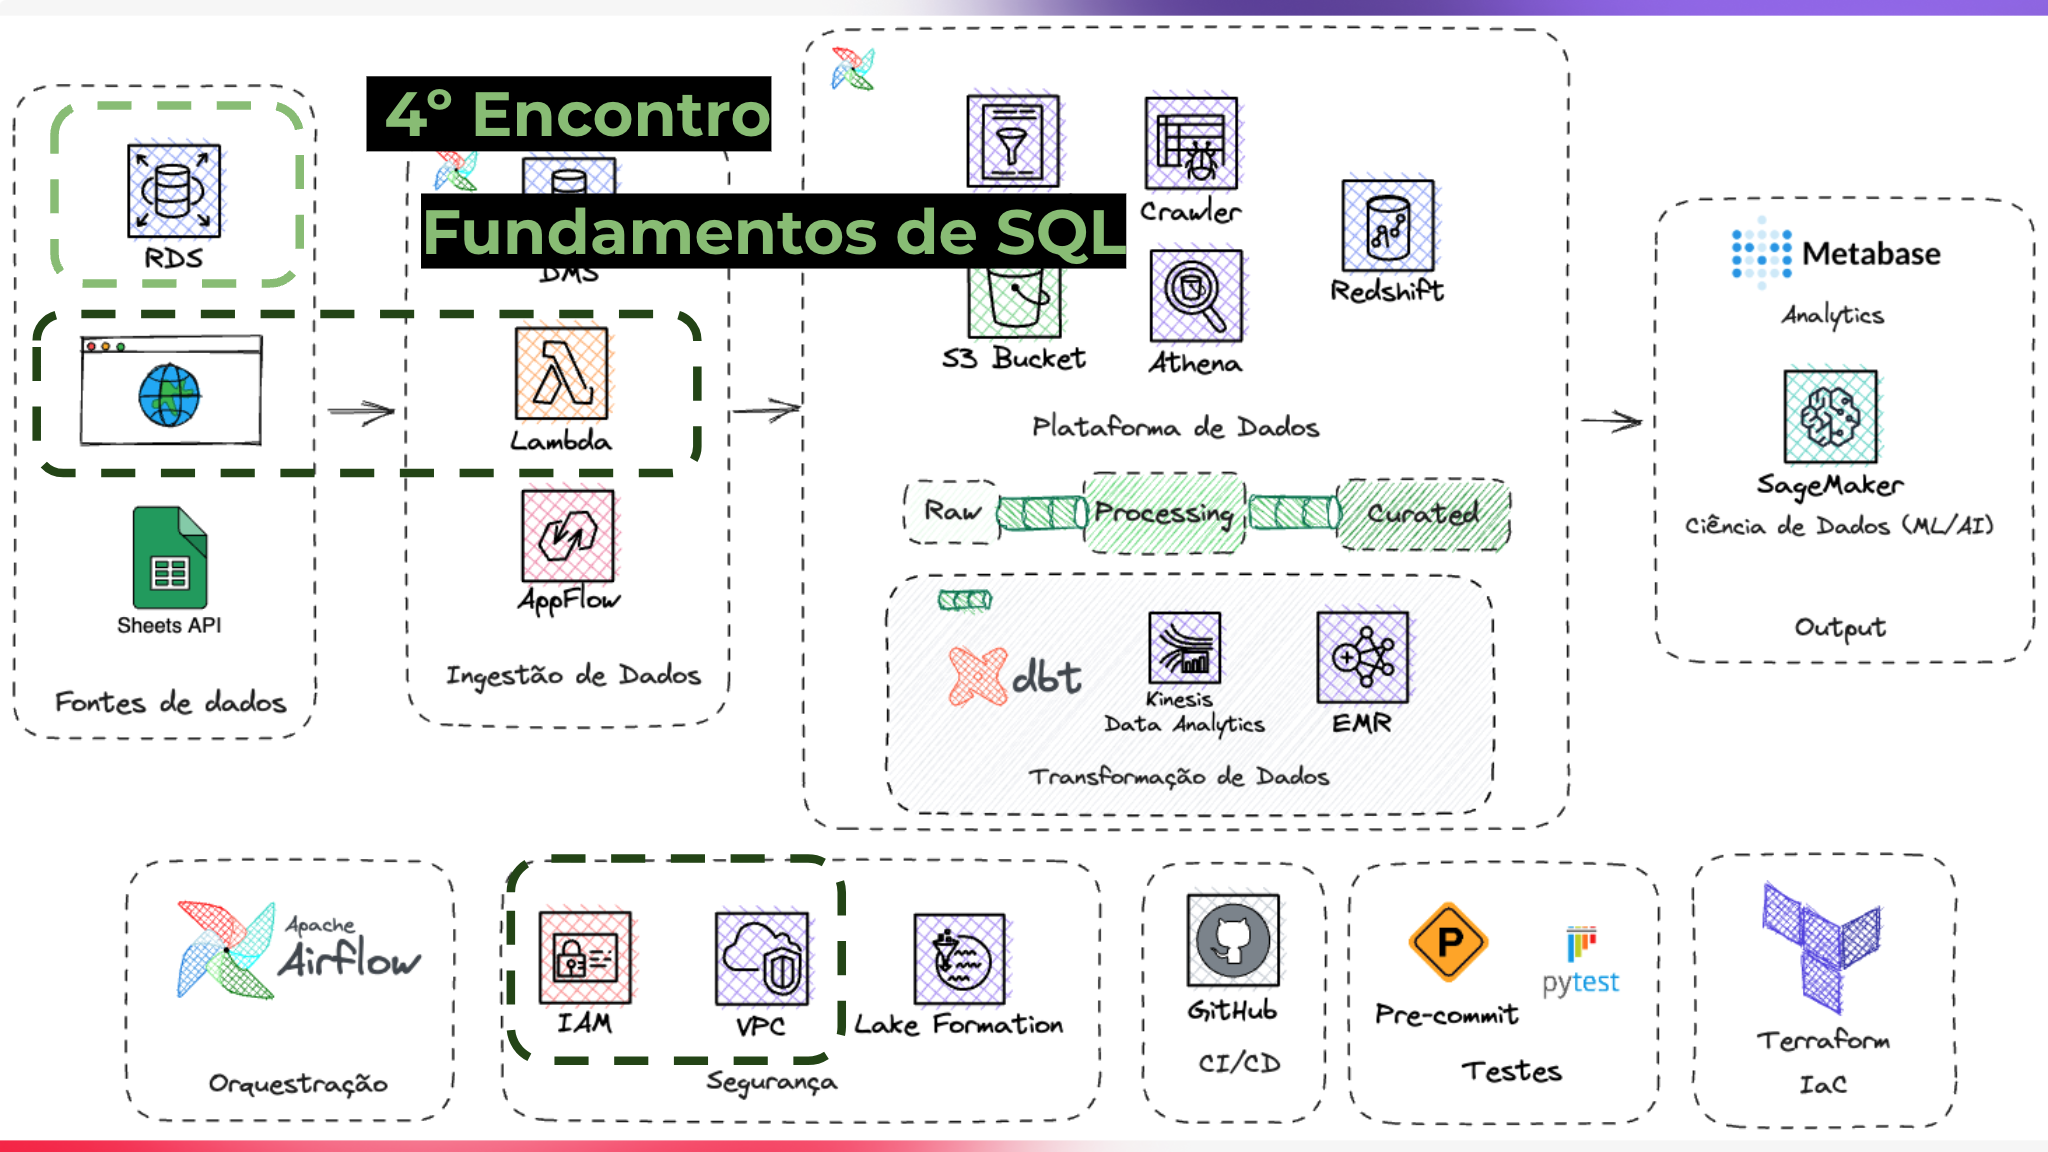 4º Encontro
Fundamentos de SQL
RDS
Sheets API
Fontes de dados
DMS
Lambda
AppFlow
Ingestão de Dados
Crawler
S3 Bucket
Athena
Redshift
Plataforma de Dados
Raw
Processing
Curated
dbt
Kinesis
Data Analytics
EMR
Transformação de Dados
Metabase
Analytics
SageMaker
Ciência de Dados (ML/AI)
Output
Apache
Airflow
Orquestração
IAM
VPC
Lake Formation
Segurança
GitHub
CI/CD
P
Pre-commit
pytest
Testes
Terraform
IaC